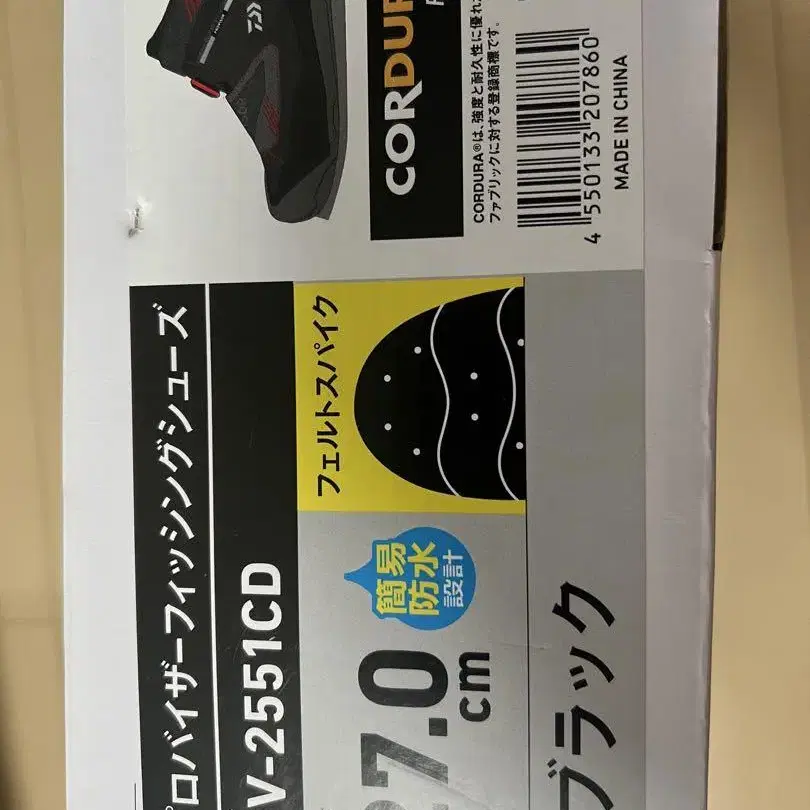 プロバイザーフィッシングシューズ
V-2551CD
フェルトスパイク
簡易
防水
設計
27.0
cm
ブラック
CORDUR
CORDURA®は、強度と耐久性に優れ
ファブリックに対する登録商標です。
4 550133 207860
MADE IN CHINA